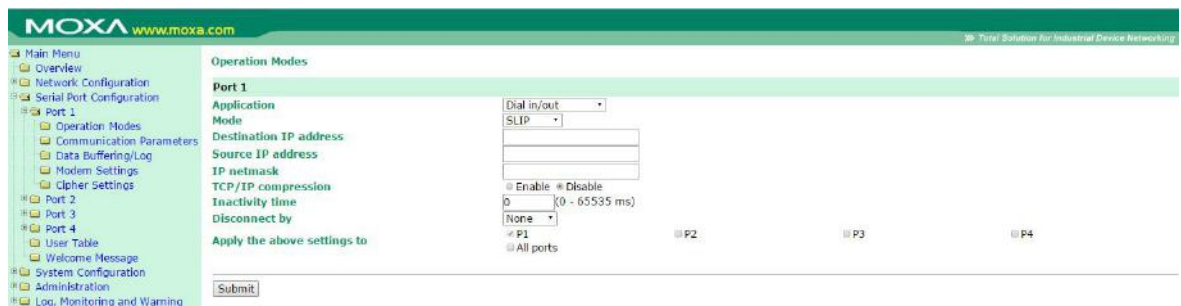 MOXA www.moxa.com
Total Solution for Industrial Device Networking
Main Menu
Overview
Network Configuration
Serial Port Configuration
Port 1
Operation Modes
Communication Parameters
Data Buffering/Log
Modem Settings
Cipher Settings
Port 2
Port 3
Port 4
User Table
Welcome Message
System Configuration
Administration
Log, Monitoring and Warning
Operation Modes
Port 1
Application Dial in/out
Mode SLIP
Destination IP address
Source IP address
IP netmask
TCP/IP compression Enable Disable
Inactivity time 0 (0 - 65535 ms)
Disconnect by None
Apply the above settings to P1 P2 P3 P4
All ports
Submit